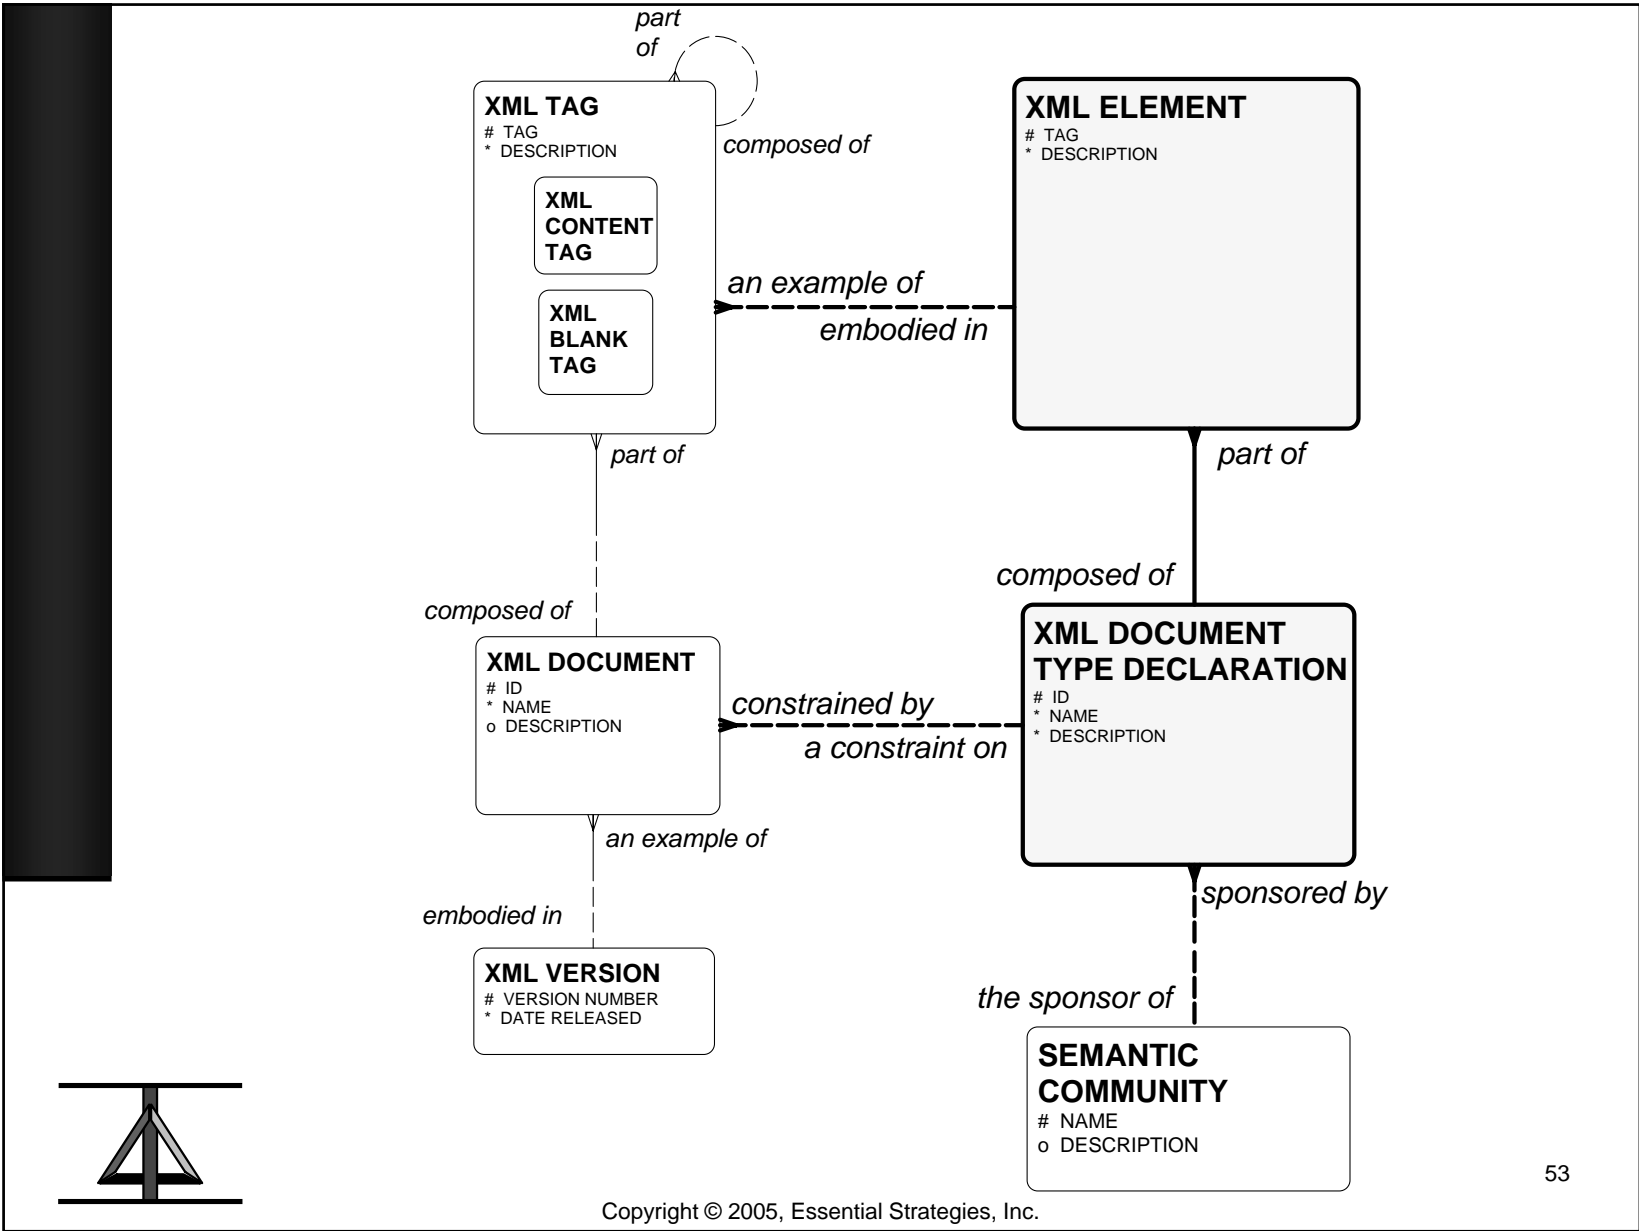 part
of
XML TAG
# TAG
* DESCRIPTION
composed of
XML
CONTENT
TAG
XML
BLANK
TAG
XML ELEMENT
# TAG
* DESCRIPTION
an example of
embodied in
part of
composed of
part of
composed of
XML DOCUMENT
# ID
* NAME
o DESCRIPTION
constrained by
a constraint on
XML DOCUMENT
TYPE DECLARATION
# ID
* NAME
* DESCRIPTION
an example of
embodied in
sponsored by
the sponsor of
XML VERSION
# VERSION NUMBER
* DATE RELEASED
SEMANTIC
COMMUNITY
# NAME
o DESCRIPTION
53
Copyright © 2005, Essential Strategies, Inc.